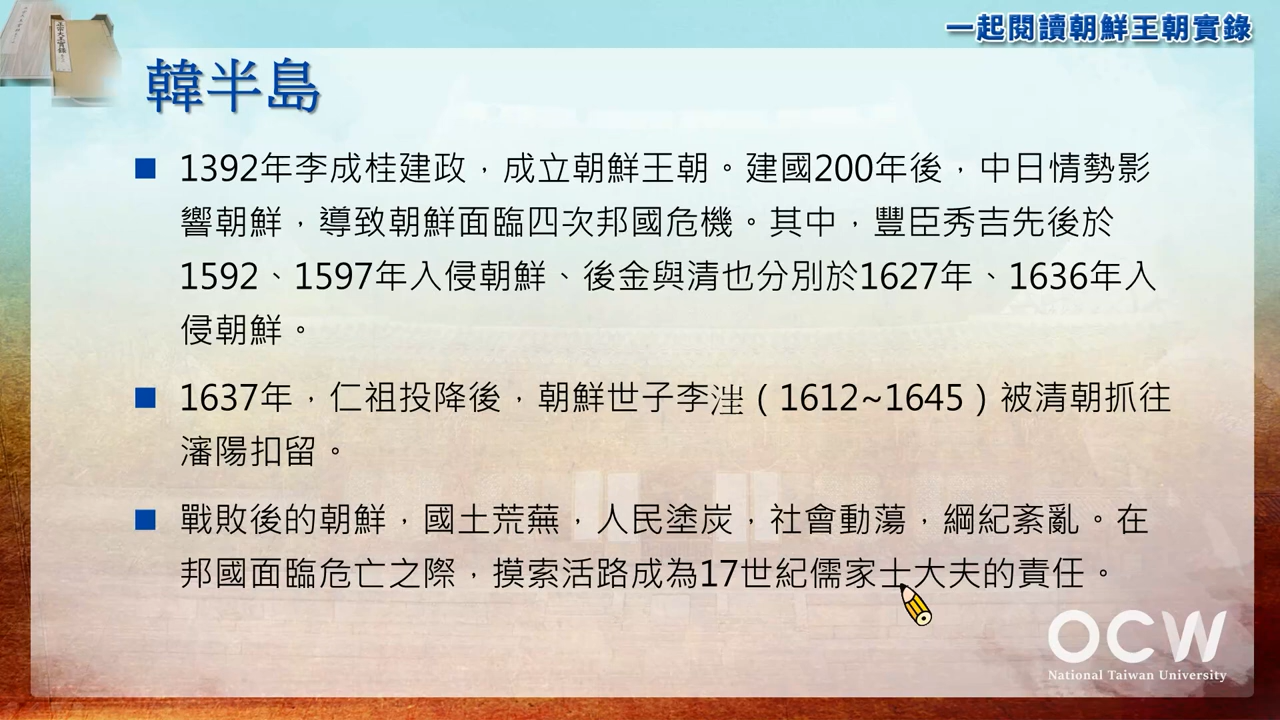 一起閱讀朝鮮王朝實錄
韓半島
■ 1392年李成桂建政，成立朝鮮王朝。建國200年後，中日情勢影
響朝鮮，導致朝鮮面臨四次邦國危機。其中，豐臣秀吉先後於
1592、1597年入侵朝鮮、後金與清也分別於1627年、1636年入
侵朝鮮。
■ 1637年，仁祖投降後，朝鮮世子李𣴴（1612~1645）被清朝抓往
瀋陽扣留。
■ 戰敗後的朝鮮，國土荒蕪，人民塗炭，社會動蕩，綱紀紊亂。在
邦國面臨危亡之際，摸索活路成為17世紀儒家士大夫的責任。
OCW
National Taiwan University